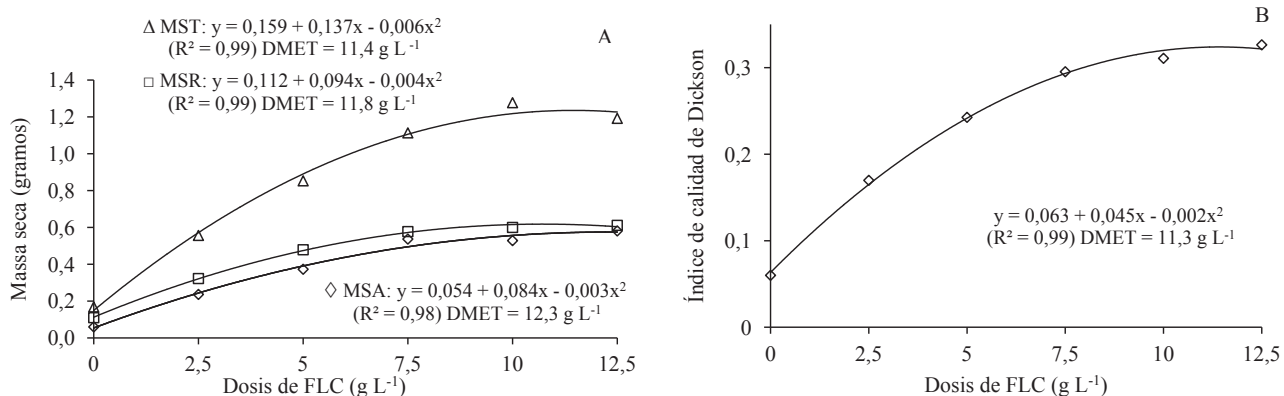 △ MST: y = 0,159 + 0,137x - 0,006x²
(R² = 0,99) DMET = 11,4 g L⁻¹
□ MSR: y = 0,112 + 0,094x - 0,004x²
(R² = 0,99) DMET = 11,8 g L⁻¹
A
1,4
1,2
1,0
0,8
0,6
0,4
0,2
0,0
Massa seca (gramos)
◇ MSA: y = 0,054 + 0,084x - 0,003x²
(R² = 0,98) DMET = 12,3 g L⁻¹
0 2,5 5 7,5 10 12,5
Dosis de FLC (g L⁻¹)
B
0,3
0,2
0,1
0
Índice de calidad de Dickson
y = 0,063 + 0,045x - 0,002x²
(R² = 0,99) DMET = 11,3 g L⁻¹
0 2,5 5 7,5 10 12,5
Dosis de FLC (g L⁻¹)